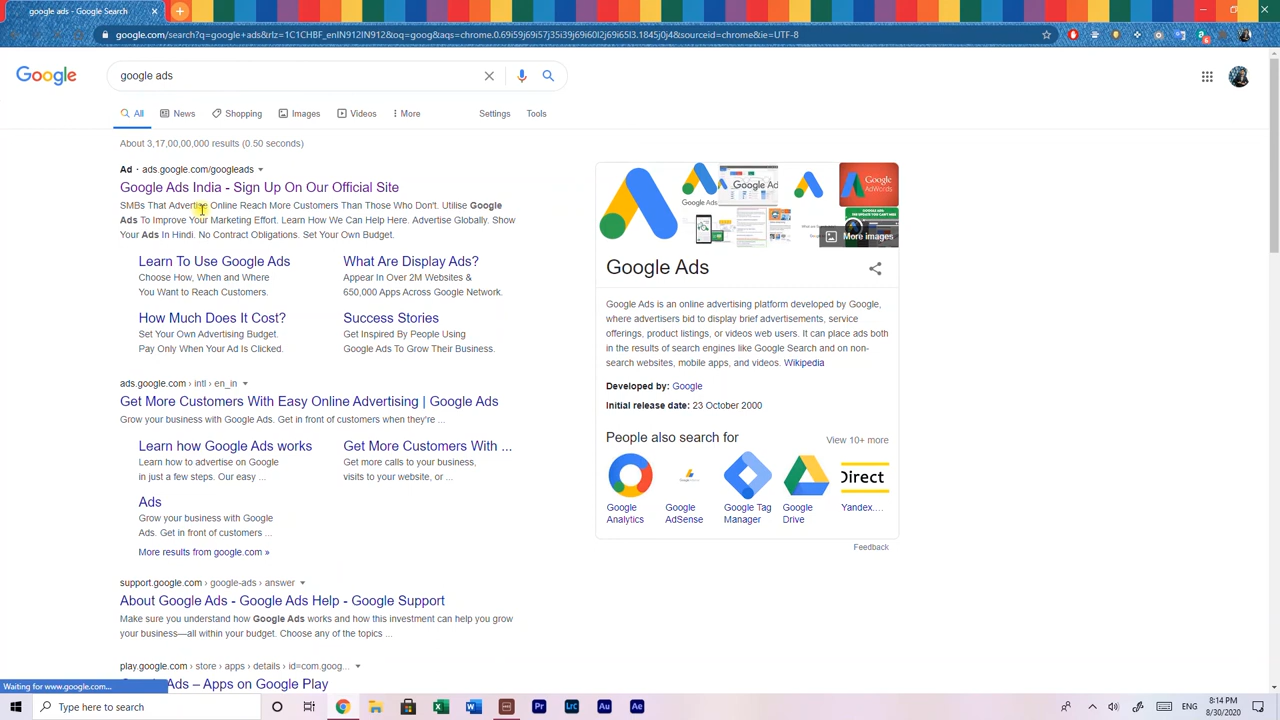 google ads - Google Search
google.com/search?q=google+ads&rlz=1C1CHBF_enIN912IN912&oq=goog&aqs=chrome.0.69i59j69i57j35i39j69i60l2j69i65l3.1845j0j4&sourceid=chrome&ie=UTF-8
Google
google ads
All
News
Shopping
Images
Videos
More
Settings
Tools
About 3,17,00,00,000 results (0.50 seconds)
Ad · ads.google.com/googleads
Google Ads India - Sign Up On Our Official Site
SMBs That Advertise Online Reach More Customers Than Those Who Don't. Utilise Google
Your Marketing Effort. Learn How We Can Help Here. Advertise Globally. Show
No Contract Obligations. Set Your Own Budget.
Learn To Use Google Ads
Choose How, When and Where
You Want to Reach Customers.
What Are Display Ads?
Appear In Over 2M Websites &
650,000 Apps Across Google Network.
How Much Does It Cost?
Set Your Own Advertising Budget.
Pay Only When Your Ad Is Clicked.
Success Stories
Get Inspired By People Using
Google Ads To Grow Their Business.
ads.google.com › intl › en_in
Get More Customers With Easy Online Advertising | Google Ads
Grow your business with Google Ads. Get in front of customers when they're ...
Learn how Google Ads works
Learn how to advertise on Google
in just a few steps. Our easy ...
Get More Customers With ...
Get more calls to your business,
visits to your website, or ...
Ads
Grow your business with Google
Ads. Get in front of customers ...
More results from google.com »
support.google.com › google-ads › answer
About Google Ads - Google Ads Help - Google Support
Make sure you understand how Google Ads works and how this investment can help you grow
your business—all within your budget. Choose any of the topics ...
play.google.com › store › apps › details › id=com.goog...
Ads – Apps on Google Play
Google Ads
Google Ad
Google
AdWords
More images
Google Ads
Google Ads is an online advertising platform developed by Google,
where advertisers bid to display brief advertisements, service
offerings, product listings, or videos web users. It can place ads both
in the results of search engines like Google Search and on non-
search websites, mobile apps, and videos. Wikipedia
Developed by: Google
Initial release date: 23 October 2000
People also search for
View 10+ more
Google Analytics
Google AdSense
Google Tag Manager
Google Drive
Direct
Yandex....
Feedback
Waiting for www.google.com...
Type here to search
Pr
Lrc
Au
Ae
ENG
8:14 PM
8/30/2020